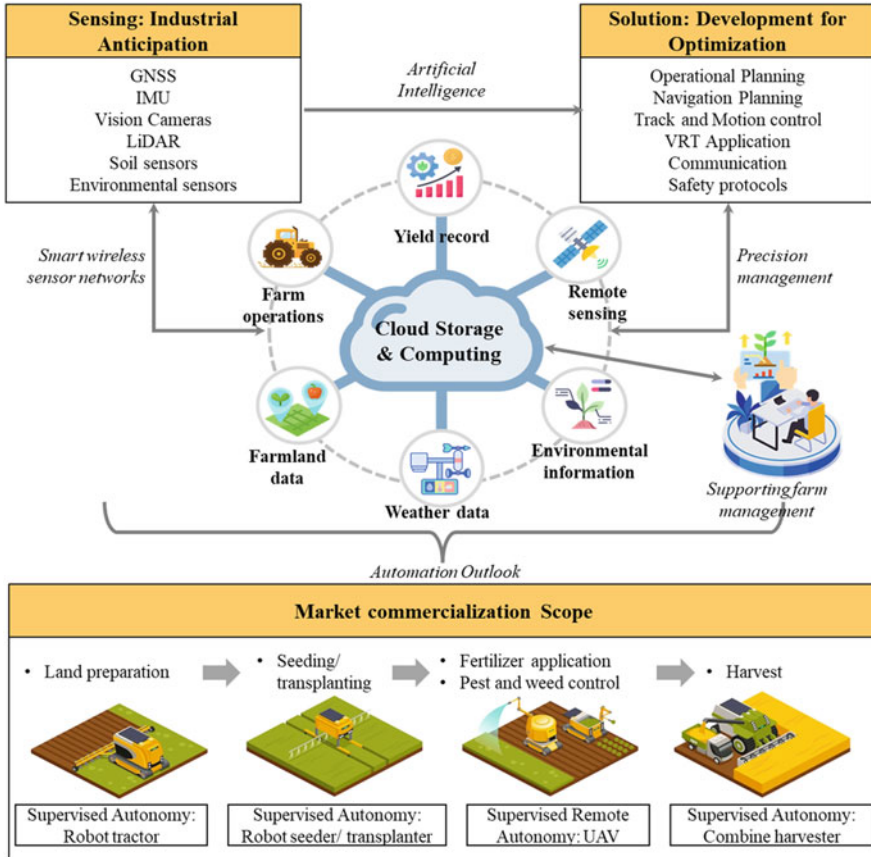 Sensing: Industrial
Anticipation
GNSS
IMU
Vision Cameras
LiDAR
Soil sensors
Environmental sensors
Artificial
Intelligence
Solution: Development for
Optimization
Operational Planning
Navigation Planning
Track and Motion control
VRT Application
Communication
Safety protocols
Smart wireless
sensor networks
Yield record
Farm
operations
Remote
sensing
Precision
management
Cloud Storage
& Computing
Farmland
data
Weather data
Environmental
information
Supporting farm
management
Automation Outlook
Market commercialization Scope
• Land preparation
• Seeding/
transplanting
• Fertilizer application
• Pest and weed control
• Harvest
Supervised Autonomy:
Robot tractor
Supervised Autonomy:
Robot seeder/ transplanter
Supervised Remote
Autonomy: UAV
Supervised Autonomy:
Combine harvester